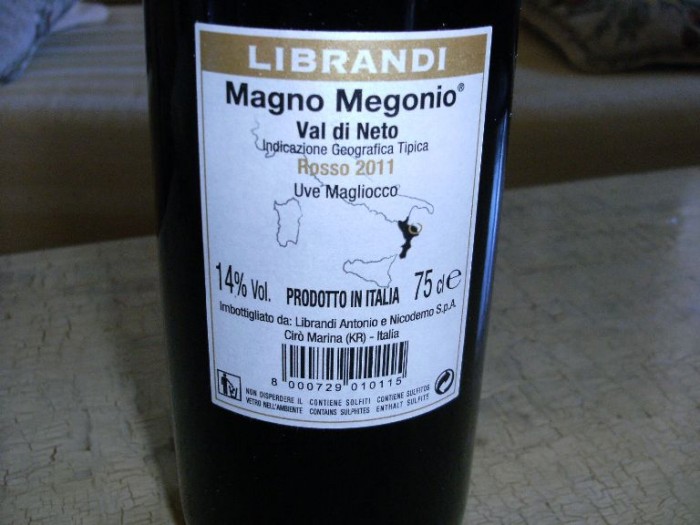 LIBRANDI
Magno Megonio®
Val di Neto
Indicazione Geografica Tipica
Rosso 2011
Uve Magliocco
14% Vol. PRODOTTO IN ITALIA 75 cl e
Imbottigliato da: Librandi Antonio e Nicodemo S.p.A.
Cirò Marina (KR) - Italia
8 000729 010115
NON DISPERDERE IL CONTIENE SOLFITI CONTIENE SULFITOS
VETRO NELL'AMBIENTE CONTAINS SULPHITES ENTHALT SULFITE